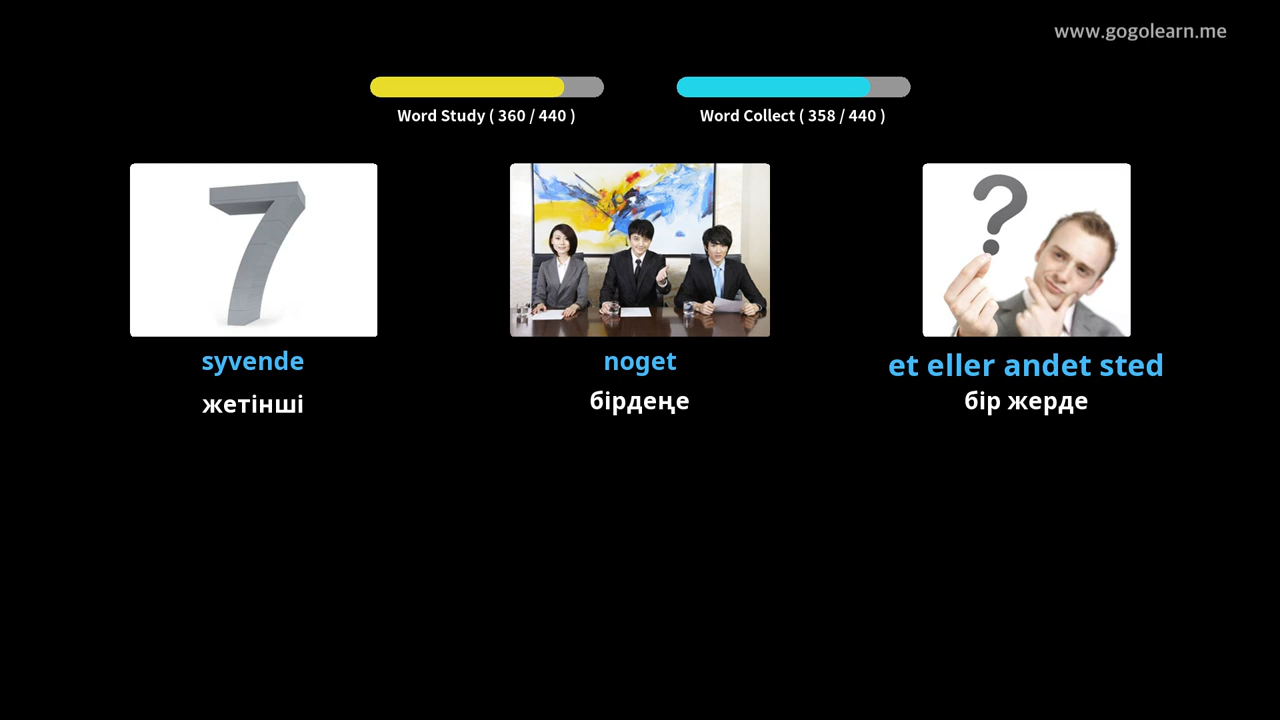 www.gogolearn.me
Word Study ( 360 / 440 )
Word Collect ( 358 / 440 )
7
?
syvende
noget
et eller andet sted
жетінші
бірдеңе
бір жерде